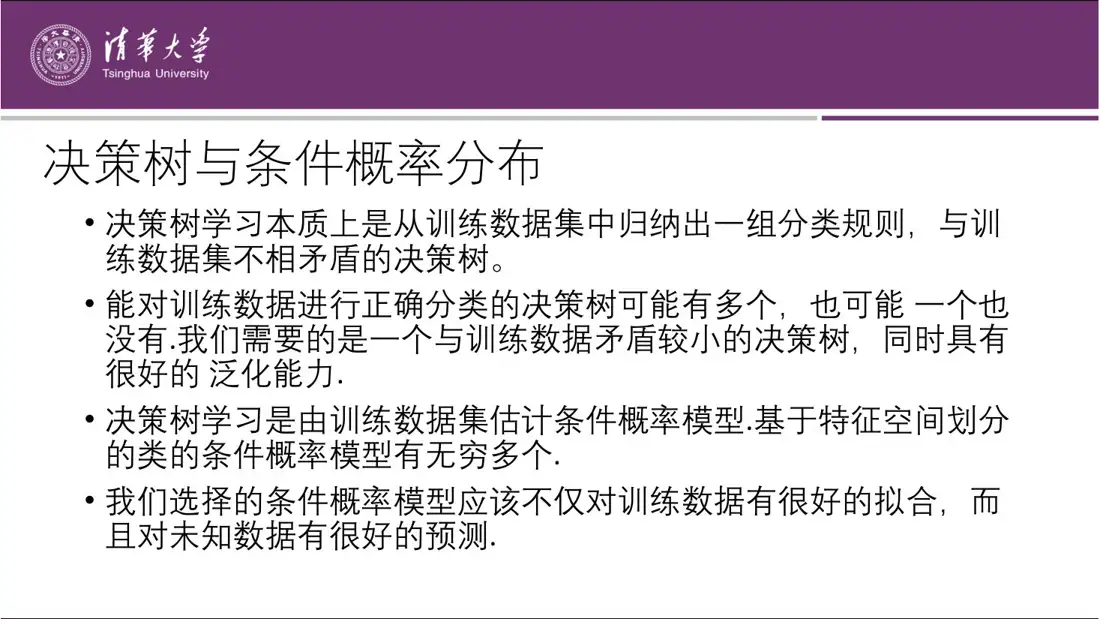 清华大学
Tsinghua University
决策树与条件概率分布
• 决策树学习本质上是从训练数据集中归纳出一组分类规则，与训
练数据集不相矛盾的决策树。
• 能对训练数据进行正确分类的决策树可能有多个，也可能 一个也
没有.我们需要的是一个与训练数据矛盾较小的决策树，同时具有
很好的 泛化能力.
• 决策树学习是由训练数据集估计条件概率模型.基于特征空间划分
的类的条件概率模型有无穷多个.
• 我们选择的条件概率模型应该不仅对训练数据有很好的拟合，而
且对未知数据有很好的预测.